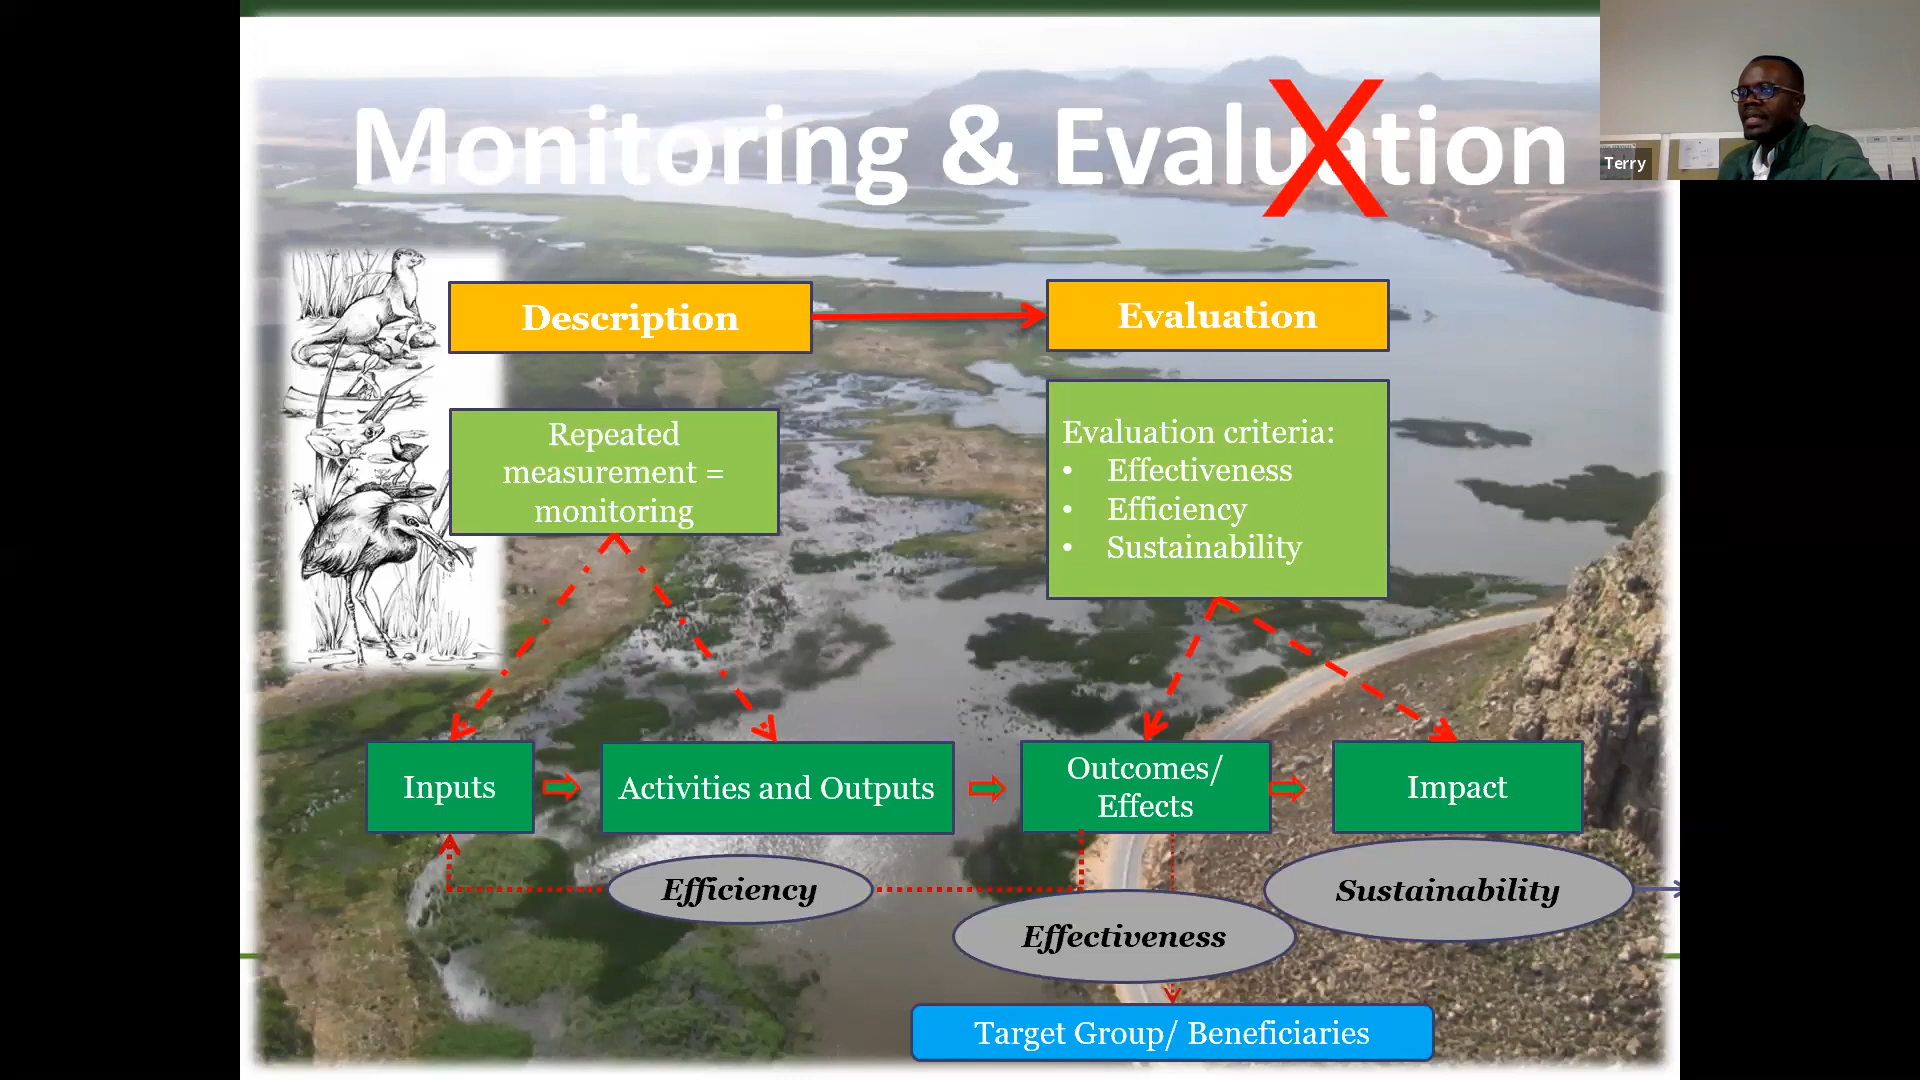 Monitoring & Evaluation
X
Terry
Description
Evaluation
Repeated
measurement =
monitoring
Evaluation criteria:
• Effectiveness
• Efficiency
• Sustainability
Inputs
Activities and Outputs
Outcomes/
Effects
Impact
Efficiency
Effectiveness
Sustainability
Target Group/ Beneficiaries